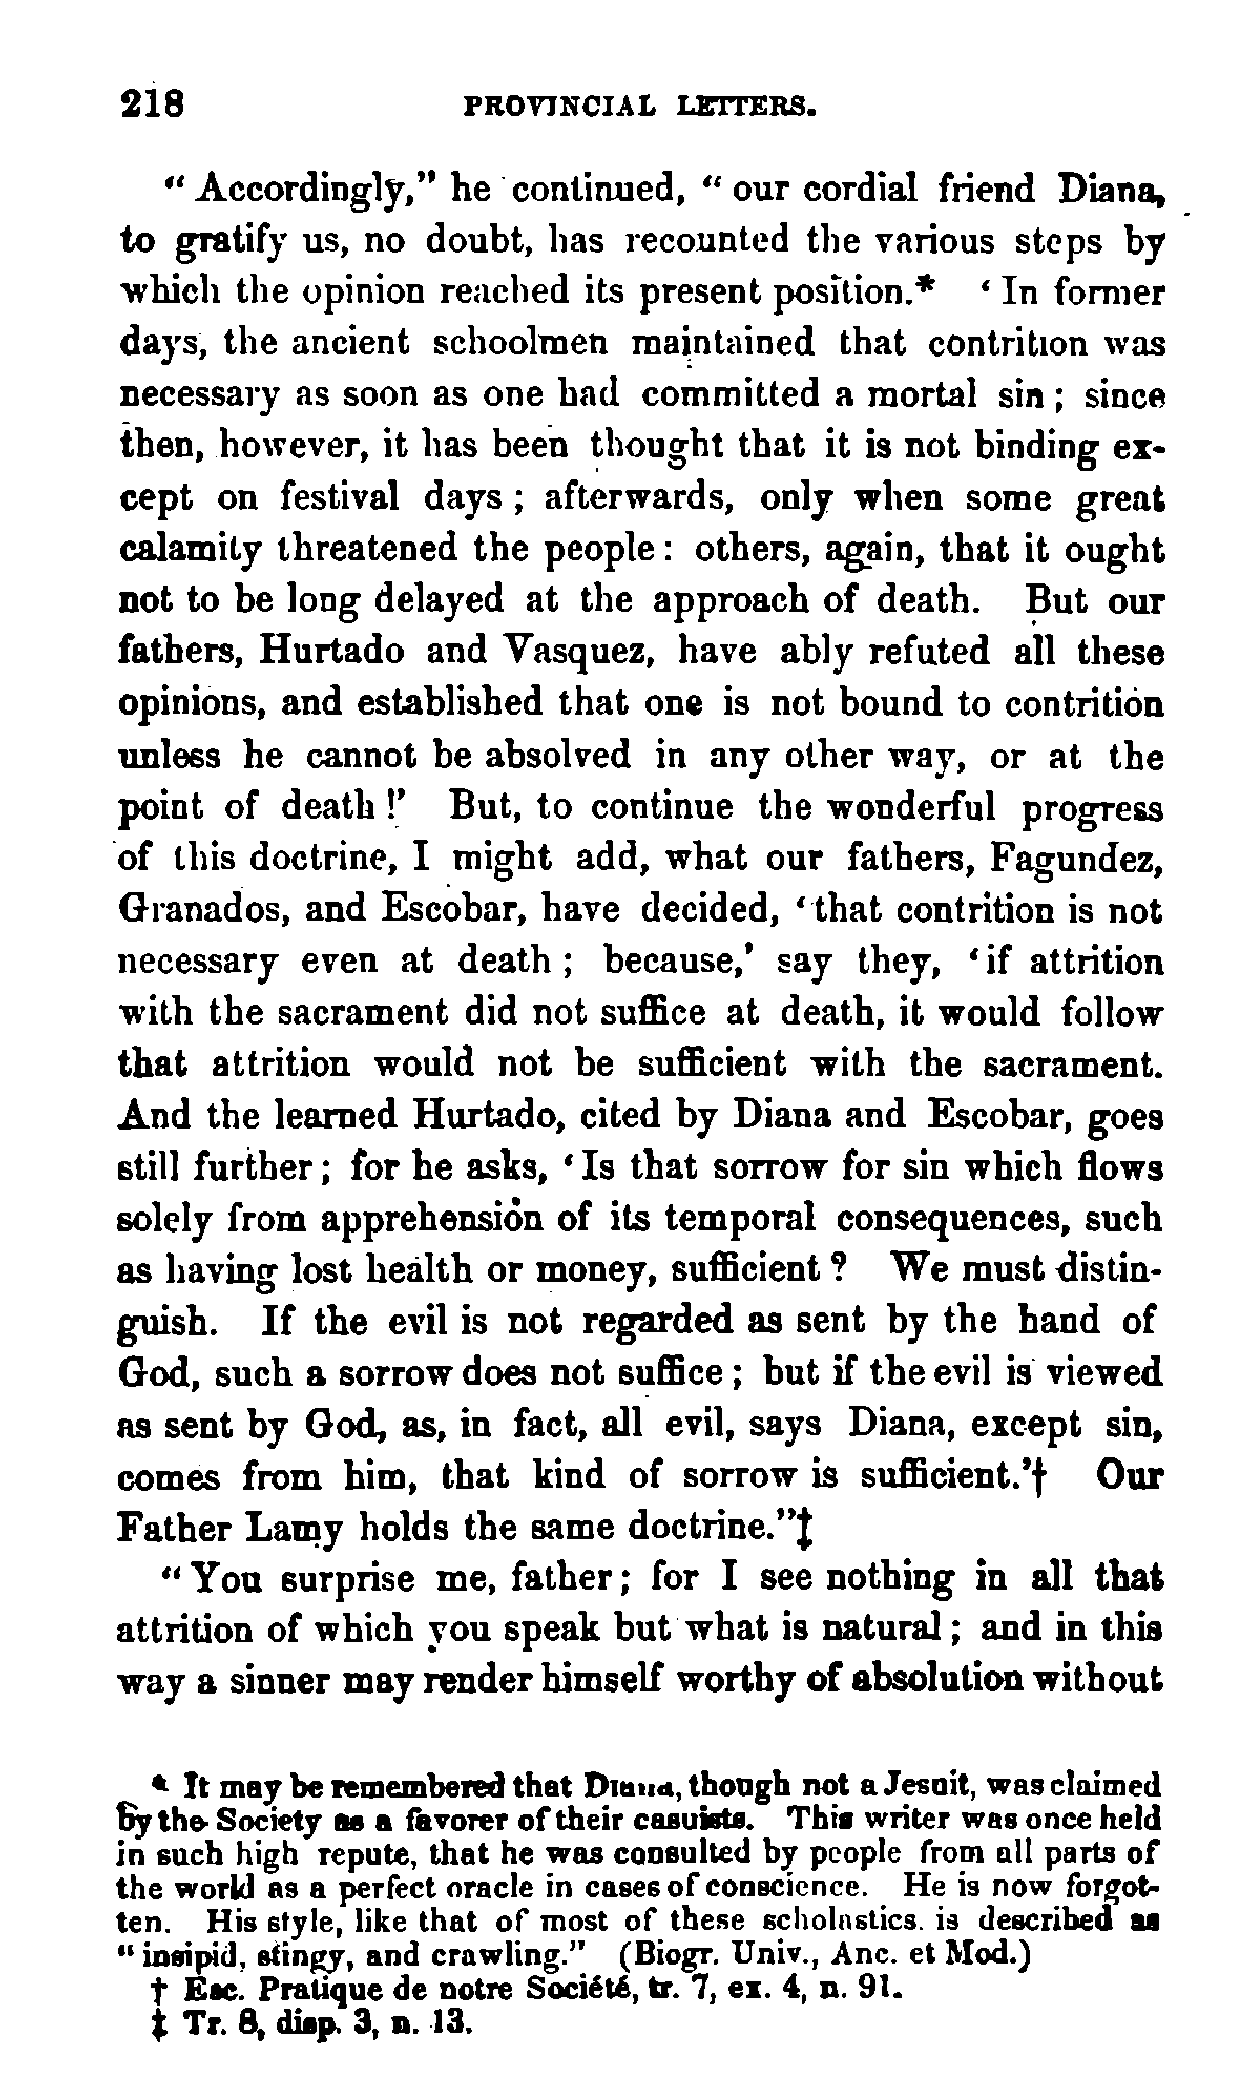 218 PROVINCIAL LETTERS.
“ Accordingly,” he continued, “ our cordial friend Diana,
to gratify us, no doubt, has recounted the various steps by
which the opinion reached its present position.* ‘ In former
days, the ancient schoolmen maintained that contrition was
necessary as soon as one had committed a mortal sin ; since
then, however, it has been thought that it is not binding ex-
cept on festival days ; afterwards, only when some great
calamity threatened the people : others, again, that it ought
not to be long delayed at the approach of death. But our
fathers, Hurtado and Vasquez, have ably refuted all these
opinions, and established that one is not bound to contrition
unless he cannot be absolved in any other way, or at the
point of death !’ But, to continue the wonderful progress
of this doctrine, I might add, what our fathers, Fagundez,
Granados, and Escobar, have decided, ‘ that contrition is not
necessary even at death ; because,’ say they, ‘ if attrition
with the sacrament did not suffice at death, it would follow
that attrition would not be sufficient with the sacrament.
And the learned Hurtado, cited by Diana and Escobar, goes
still further ; for he asks, ‘ Is that sorrow for sin which flows
solely from apprehension of its temporal consequences, such
as having lost health or money, sufficient ? We must distin-
guish. If the evil is not regarded as sent by the hand of
God, such a sorrow does not suffice ; but if the evil is viewed
as sent by God, as, in fact, all evil, says Diana, except sin,
comes from him, that kind of sorrow is sufficient.’† Our
Father Lamy holds the same doctrine.”‡
“ You surprise me, father ; for I see nothing in all that
attrition of which you speak but what is natural ; and in this
way a sinner may render himself worthy of absolution without
* It may be remembered that Diana, though not a Jesuit, was claimed
by the Society as a favorer of their casuists. This writer was once held
in such high repute, that he was consulted by people from all parts of
the world as a perfect oracle in cases of conscience. He is now forgot-
ten. His style, like that of most of these scholastics. is described as
“ insipid, stingy, and crawling.” (Biogr. Univ., Anc. et Mod.)
† Esc. Pratique de notre Société, tr. 7, ex. 4, n. 91.
‡ Tr. 8, disp. 3, n. 13.